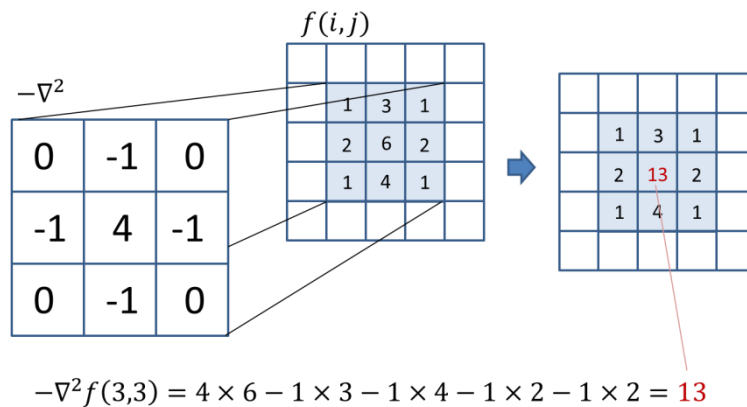 f(i,j)
−∇²
0 -1 0
-1 4 -1
0 -1 0
1 3 1
2 6 2
1 4 1
1 3 1
2 13 2
1 4 1
−∇²f(3,3) = 4 × 6 − 1 × 3 − 1 × 4 − 1 × 2 − 1 × 2 = 13